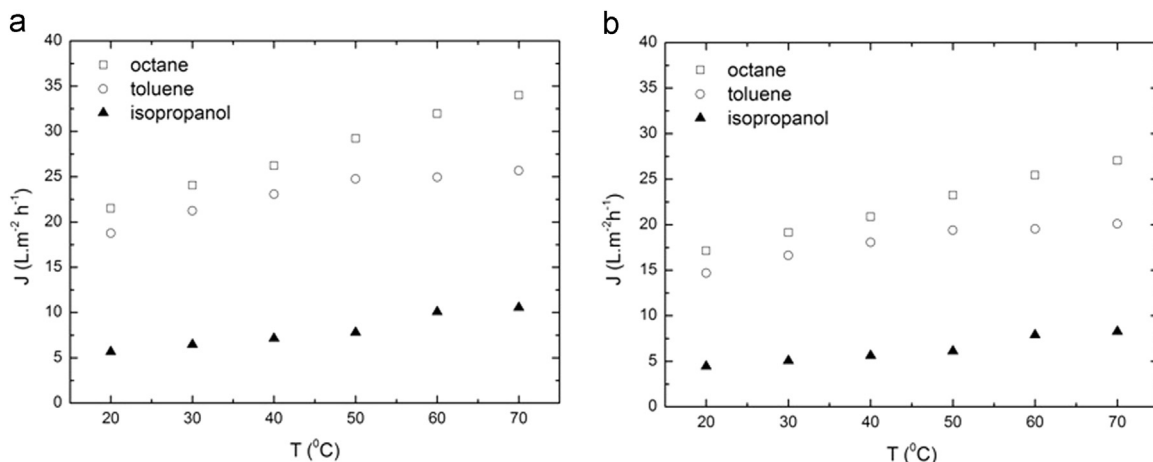 a
40
35
30
25
20
15
10
5
0
J (L.m⁻² h⁻¹)
octane
toluene
isopropanol
20 30 40 50 60 70
T (⁰C)
b
40
35
30
25
20
15
10
5
0
J (L.m⁻²h⁻¹)
octane
toluene
isopropanol
20 30 40 50 60 70
T (⁰C)